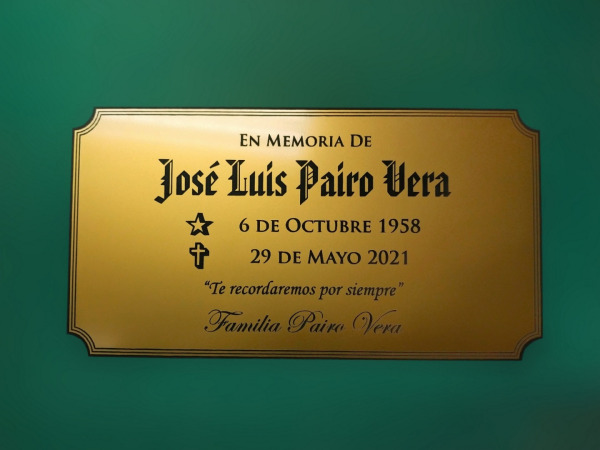 En Memoria De
José Luis Pairo Vera
6 de Octubre 1958
29 de Mayo 2021
“Te recordaremos por siempre”
Familia Pairo Vera